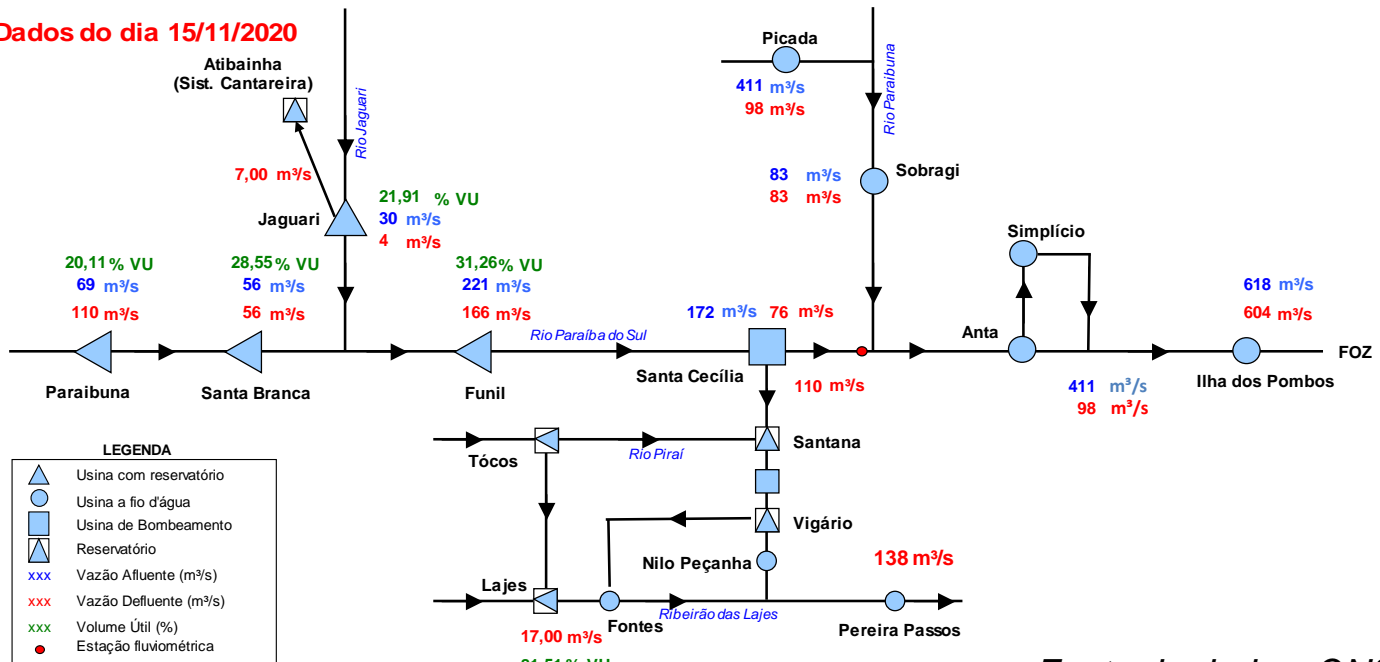 Dados do dia 15/11/2020
Atibainha
(Sist. Cantareira)
Rio Jaguari
7,00 m³/s
Jaguari
21,91 % VU
30 m³/s
4 m³/s
Picada
411 m³/s
98 m³/s
Rio Paraibuna
83 m³/s
83 m³/s
Sobragi
Simplício
20,11 % VU
69 m³/s
110 m³/s
Paraibuna
28,55 % VU
56 m³/s
56 m³/s
Santa Branca
31,26 % VU
221 m³/s
166 m³/s
Funil
Rio Paraíba do Sul
172 m³/s 76 m³/s
Santa Cecília
110 m³/s
Anta
411 m³/s
98 m³/s
618 m³/s
604 m³/s
Ilha dos Pombos
FOZ
Tócos
Rio Piraí
Santana
Vigário
Nilo Peçanha
138 m³/s
Lajes
Fontes
Ribeirão das Lajes
Pereira Passos
17,00 m³/s
LEGENDA
Usina com reservatório
Usina a fio d'água
Usina de Bombeamento
Reservatório
xxx Vazão Afluente (m³/s)
xxx Vazão Defluente (m³/s)
xxx Volume Útil (%)
Estação fluviométrica